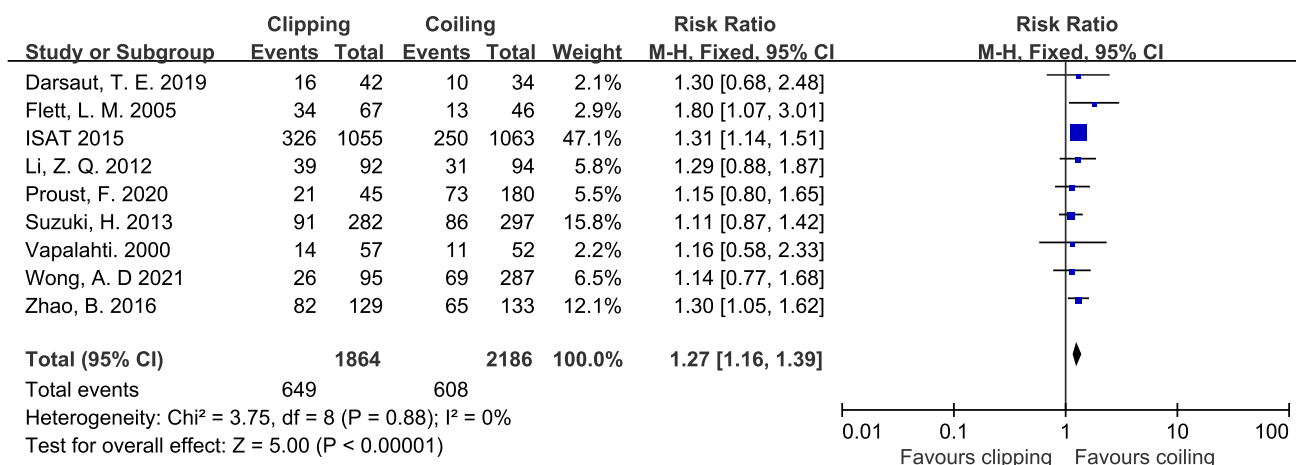 Clipping Coiling Risk Ratio Risk Ratio
Study or Subgroup Events Total Events Total Weight M-H, Fixed, 95% CI M-H, Fixed, 95% CI
Darsaut, T. E. 2019 16 42 10 34 2.1% 1.30 [0.68, 2.48]
Flett, L. M. 2005 34 67 13 46 2.9% 1.80 [1.07, 3.01]
ISAT 2015 326 1055 250 1063 47.1% 1.31 [1.14, 1.51]
Li, Z. Q. 2012 39 92 31 94 5.8% 1.29 [0.88, 1.87]
Proust, F. 2020 21 45 73 180 5.5% 1.15 [0.80, 1.65]
Suzuki, H. 2013 91 282 86 297 15.8% 1.11 [0.87, 1.42]
Vapalahti. 2000 14 57 11 52 2.2% 1.16 [0.58, 2.33]
Wong, A. D 2021 26 95 69 287 6.5% 1.14 [0.77, 1.68]
Zhao, B. 2016 82 129 65 133 12.1% 1.30 [1.05, 1.62]
Total (95% CI) 1864 2186 100.0% 1.27 [1.16, 1.39]
Total events 649 608
Heterogeneity: Chi² = 3.75, df = 8 (P = 0.88); I² = 0%
Test for overall effect: Z = 5.00 (P < 0.00001)
0.01 0.1 1 10 100
Favours clipping Favours coiling